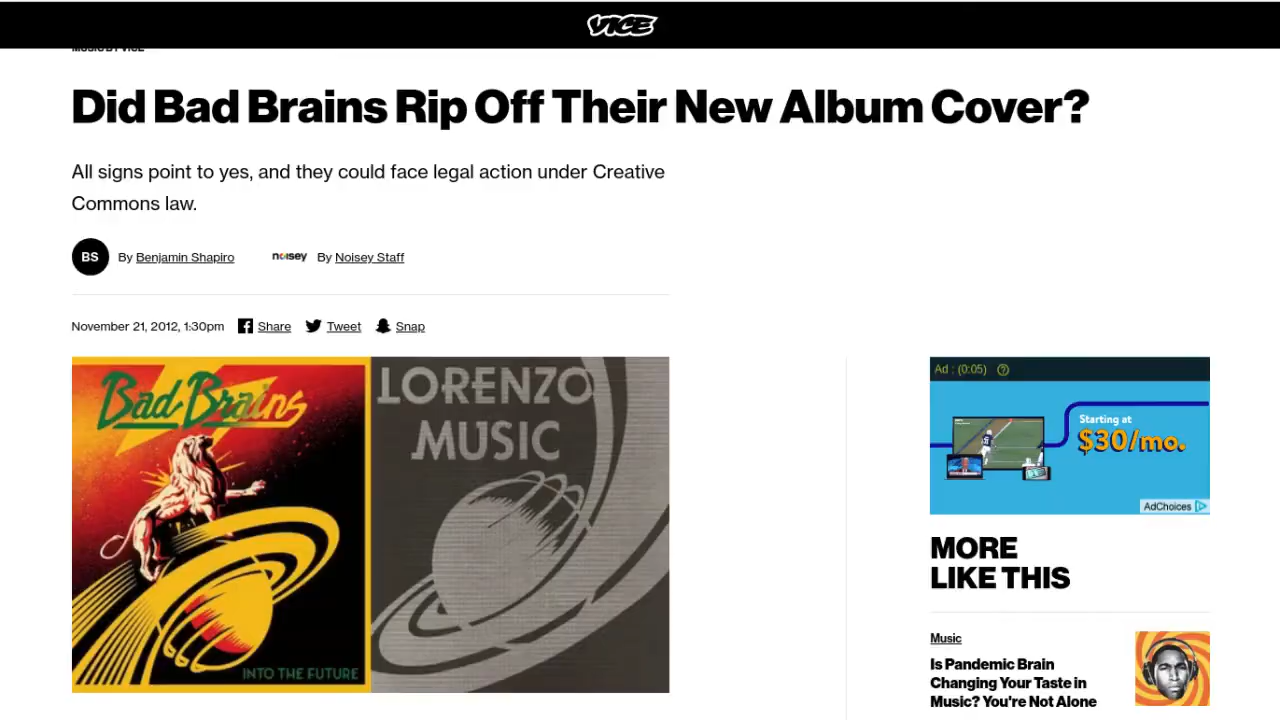 VICE
MUSIC BY VICE
Did Bad Brains Rip Off Their New Album Cover?
All signs point to yes, and they could face legal action under Creative
Commons law.
BS By Benjamin Shapiro noisey By Noisey Staff
November 21, 2012, 1:30pm Share Tweet Snap
Bad Brains
INTO THE FUTURE
LORENZO
MUSIC
Ad : (0:05)
Starting at
$30/mo.
AdChoices
MORE
LIKE THIS
Music
Is Pandemic Brain
Changing Your Taste in
Music? You're Not Alone